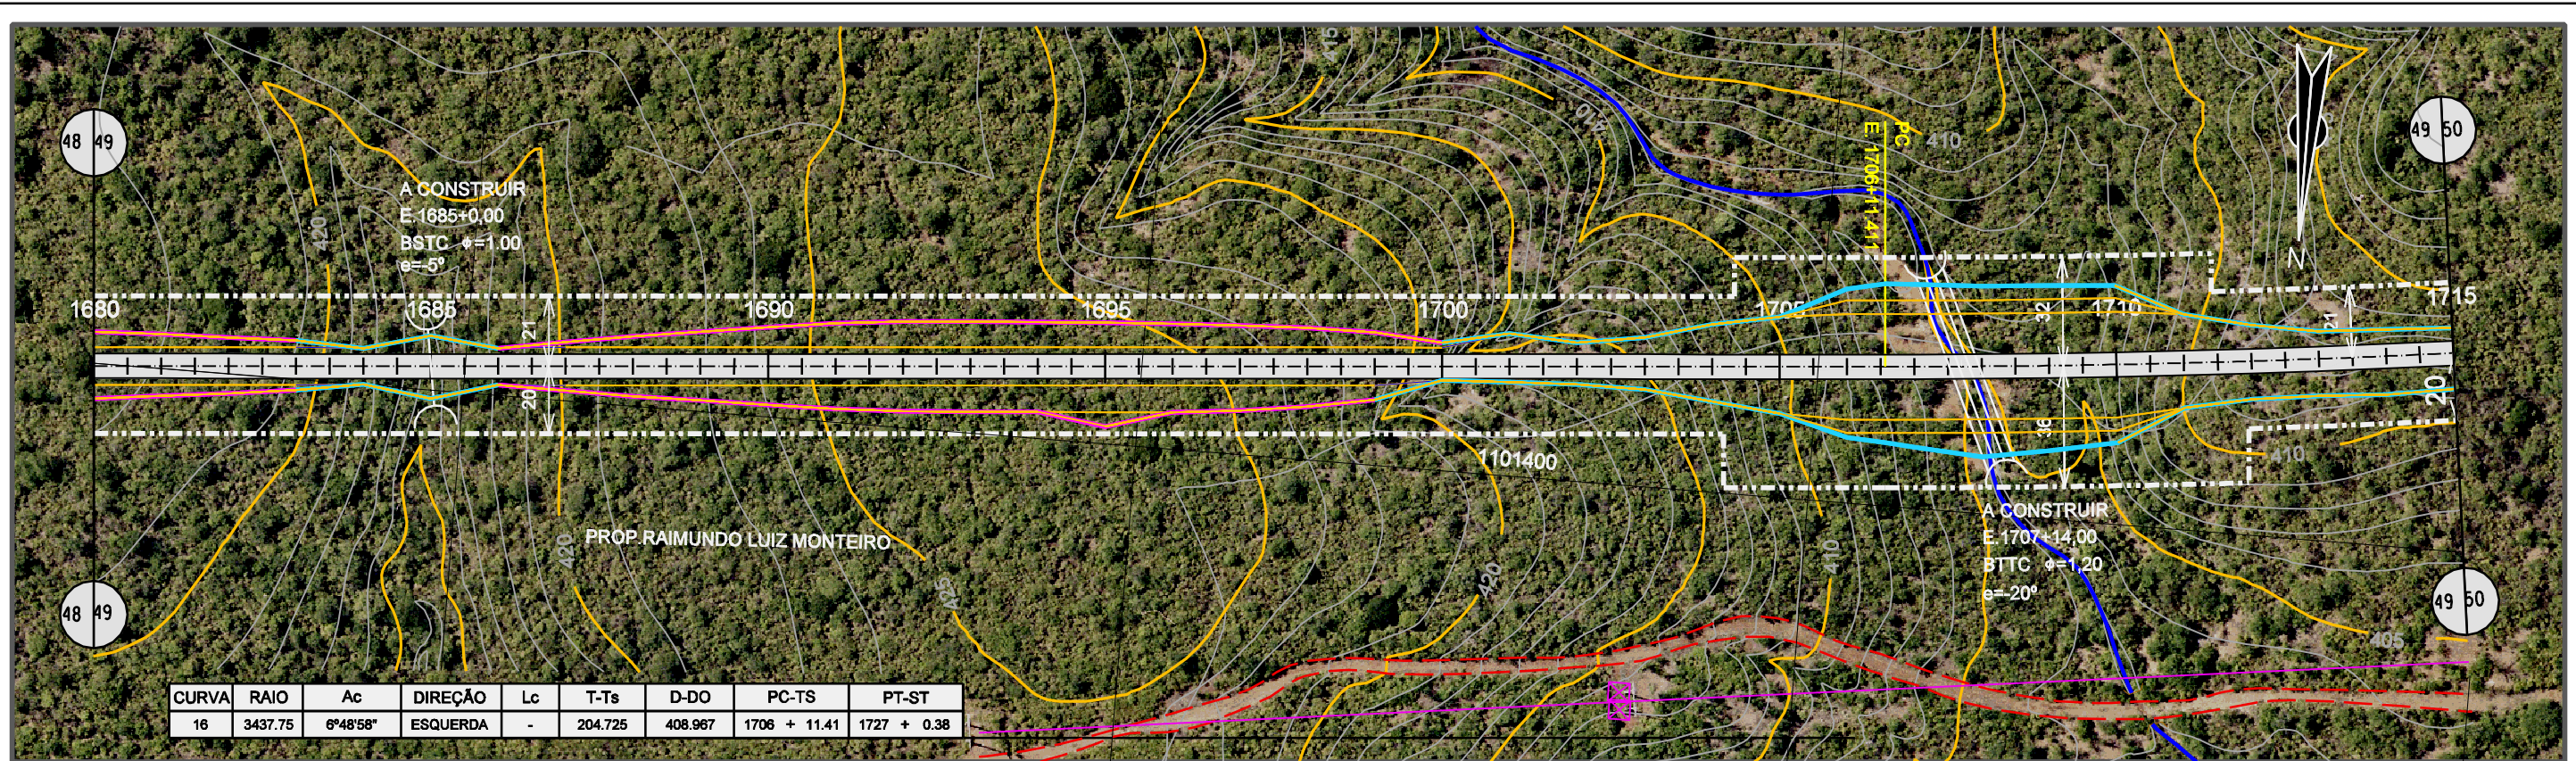 48 49
49 50
415
410
PC
E. 1706+11.411
410
N
A CONSTRUIR
E.1685+0,00
BSTC φ=1.00
e=-5º
420
1680
1685
1690
1695
1700
1705
1710
1715
21
32
21
20
36
20
1101400
410
PROP.RAIMUNDO LUIZ MONTEIRO
420
425
420
410
A CONSTRUIR
E.1707+14,00
BTTC φ=1,20
e=-20º
405
48 49
49 50
CURVA RAIO Ac DIREÇÃO Lc T-Ts D-DO PC-TS PT-ST
16 3437.75 6º48'58" ESQUERDA - 204.725 408.967 1706 + 11.41 1727 + 0.38